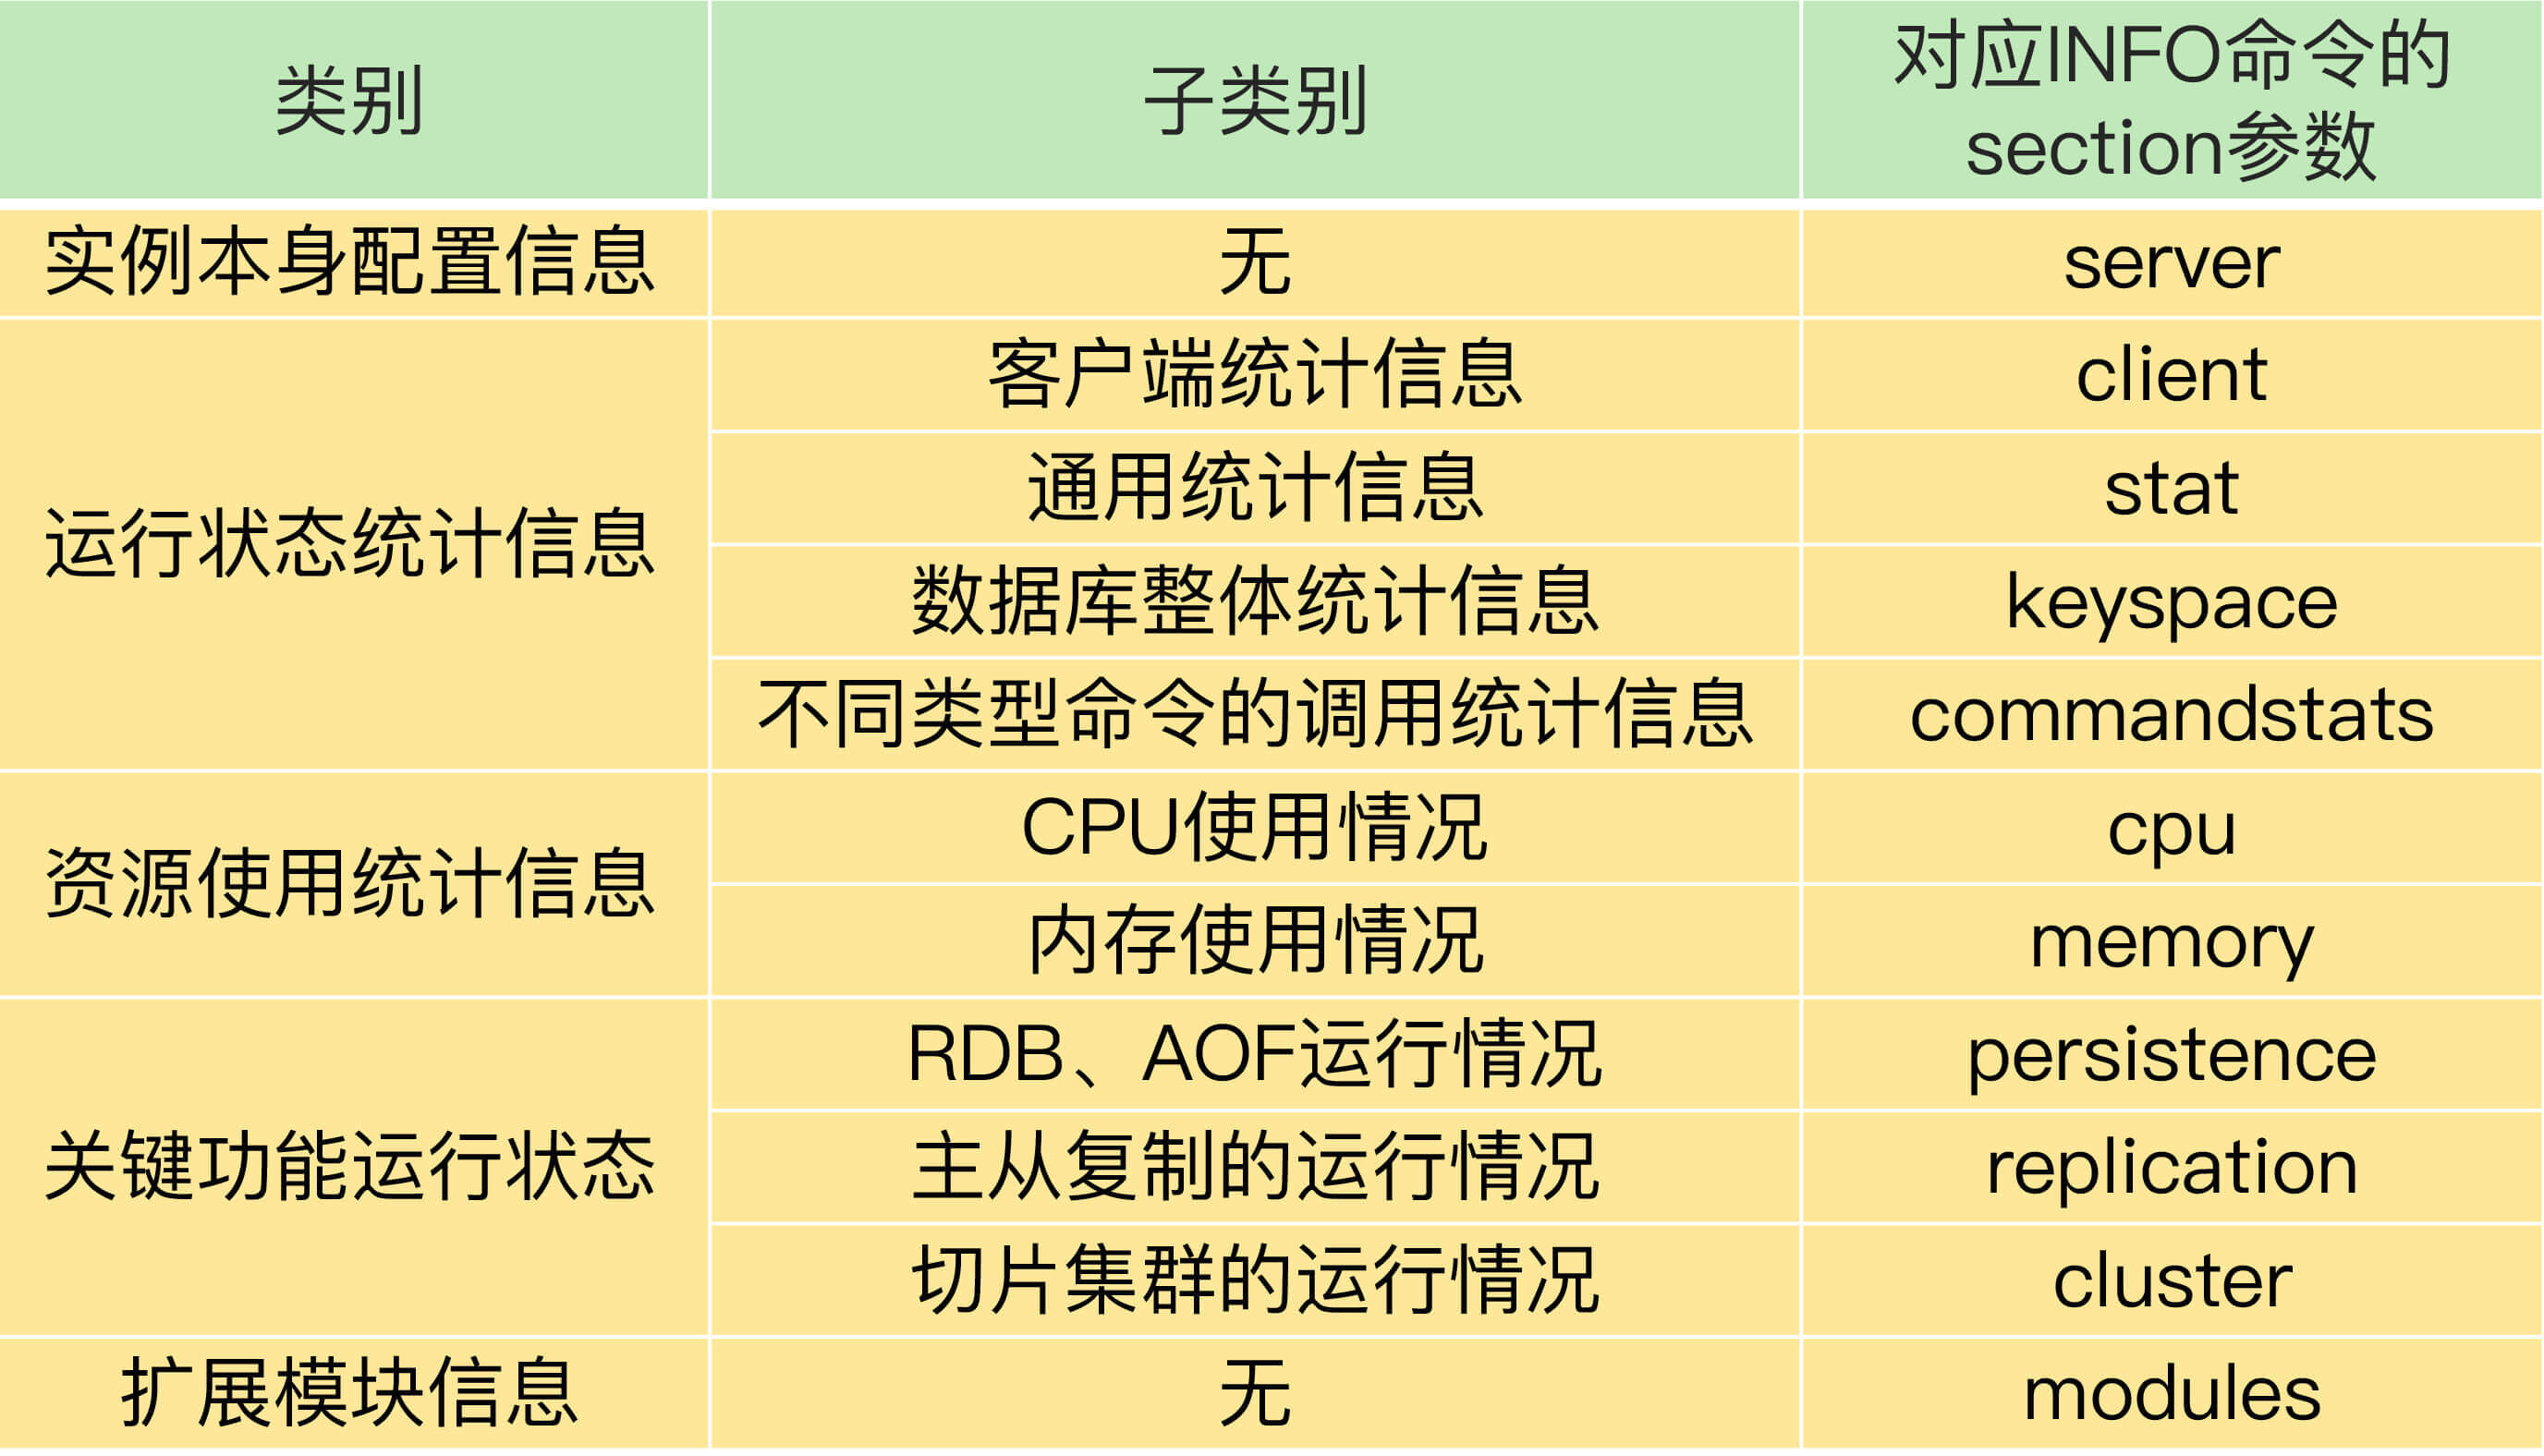 类别
子类别
对应INFO命令的
section参数
实例本身配置信息
无
server
运行状态统计信息
客户端统计信息
client
通用统计信息
stat
数据库整体统计信息
keyspace
不同类型命令的调用统计信息
commandstats
资源使用统计信息
CPU使用情况
cpu
内存使用情况
memory
关键功能运行状态
RDB、AOF运行情况
persistence
主从复制的运行情况
replication
切片集群的运行情况
cluster
扩展模块信息
无
modules